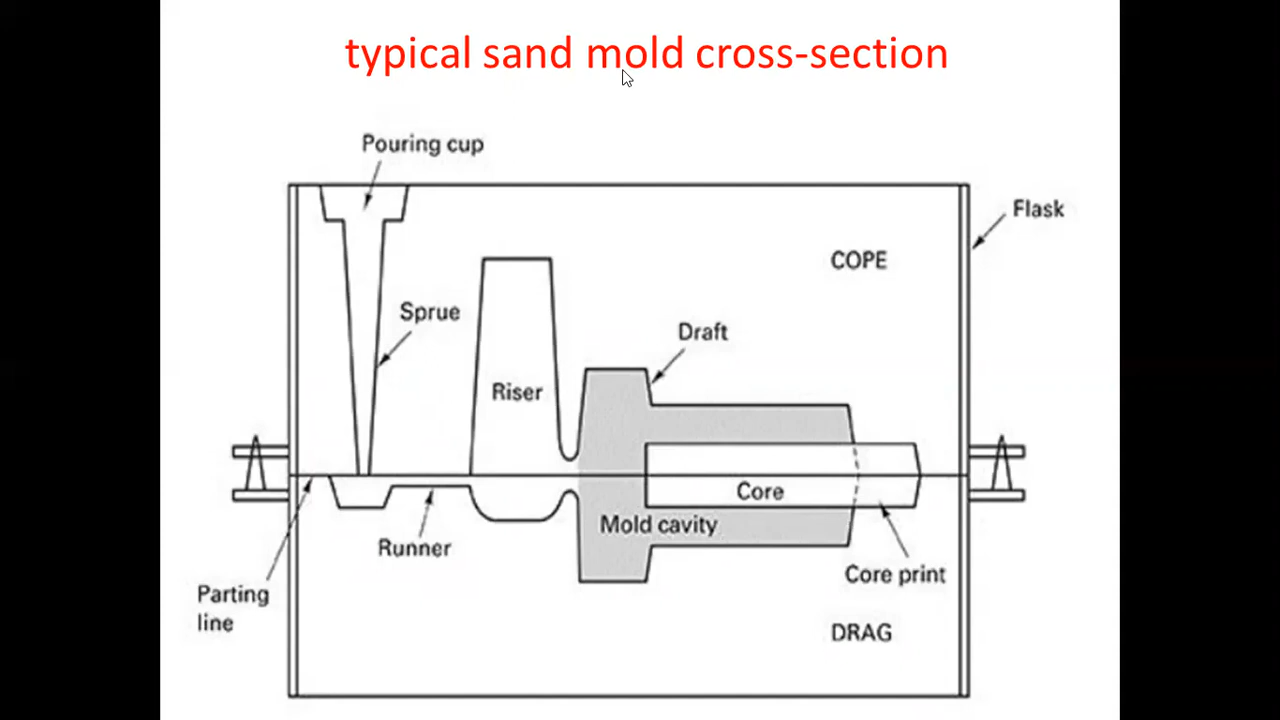 typical sand mold cross-section
Pouring cup
Flask
COPE
Sprue
Draft
Riser
Core
Mold cavity
Runner
Core print
Parting
line
DRAG